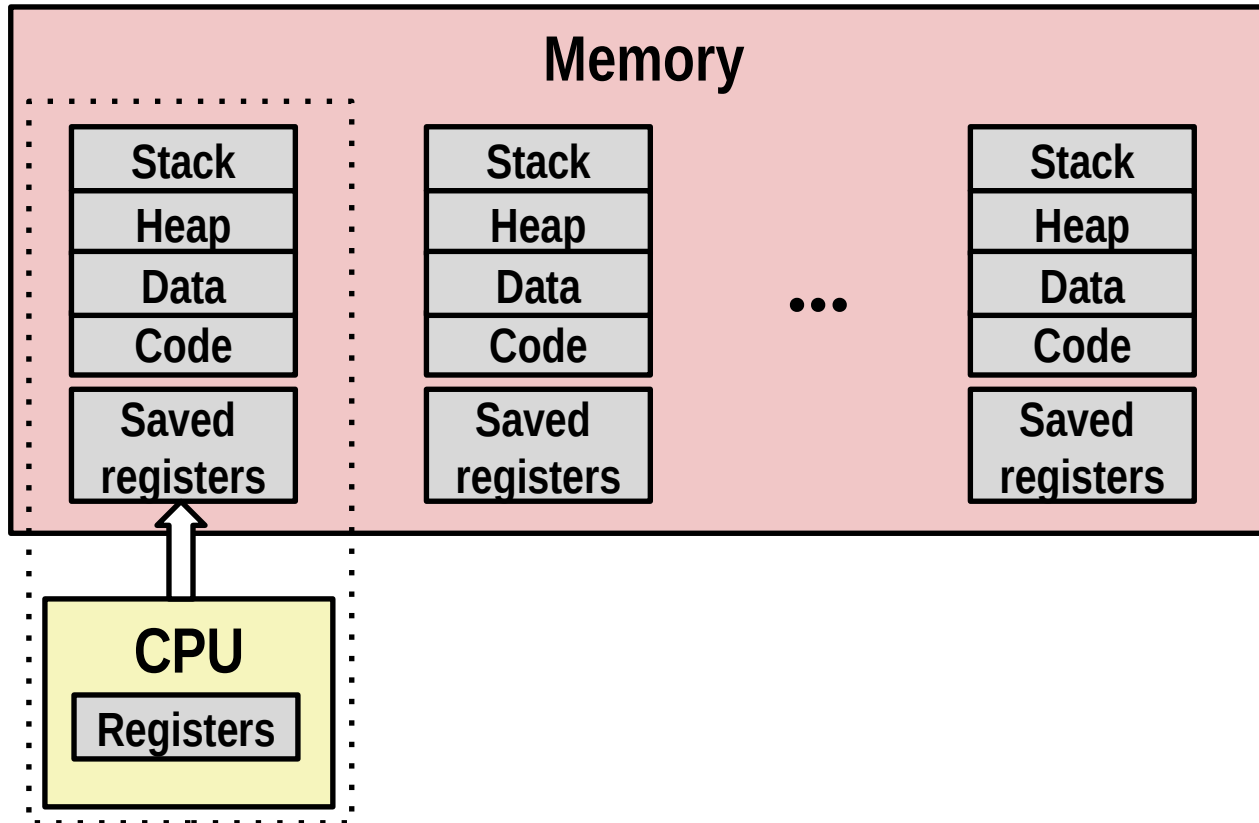 Memory
Stack
Heap
Data
Code
Saved
registers
Stack
Heap
Data
Code
Saved
registers
...
Stack
Heap
Data
Code
Saved
registers
CPU
Registers